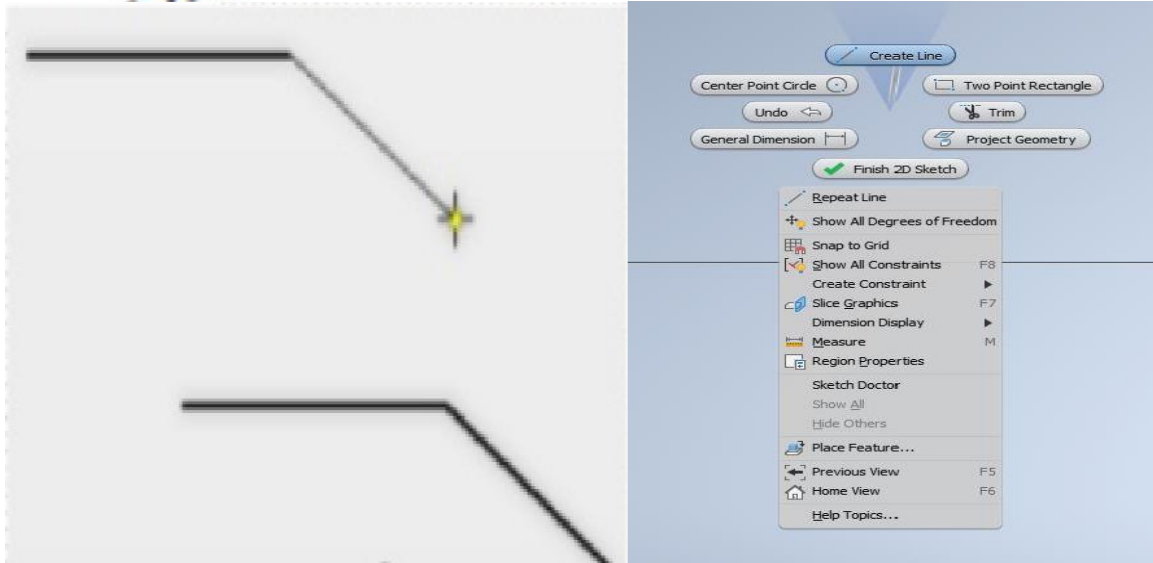 Create Line
Center Point Circle Two Point Rectangle
Undo Trim
General Dimension Project Geometry
Finish 2D Sketch
Repeat Line
Show All Degrees of Freedom
Snap to Grid
Show All Constraints F8
Create Constraint
Slice Graphics F7
Dimension Display
Measure M
Region Properties
Sketch Doctor
Show All
Hide Others
Place Feature...
Previous View F5
Home View F6
Help Topics...